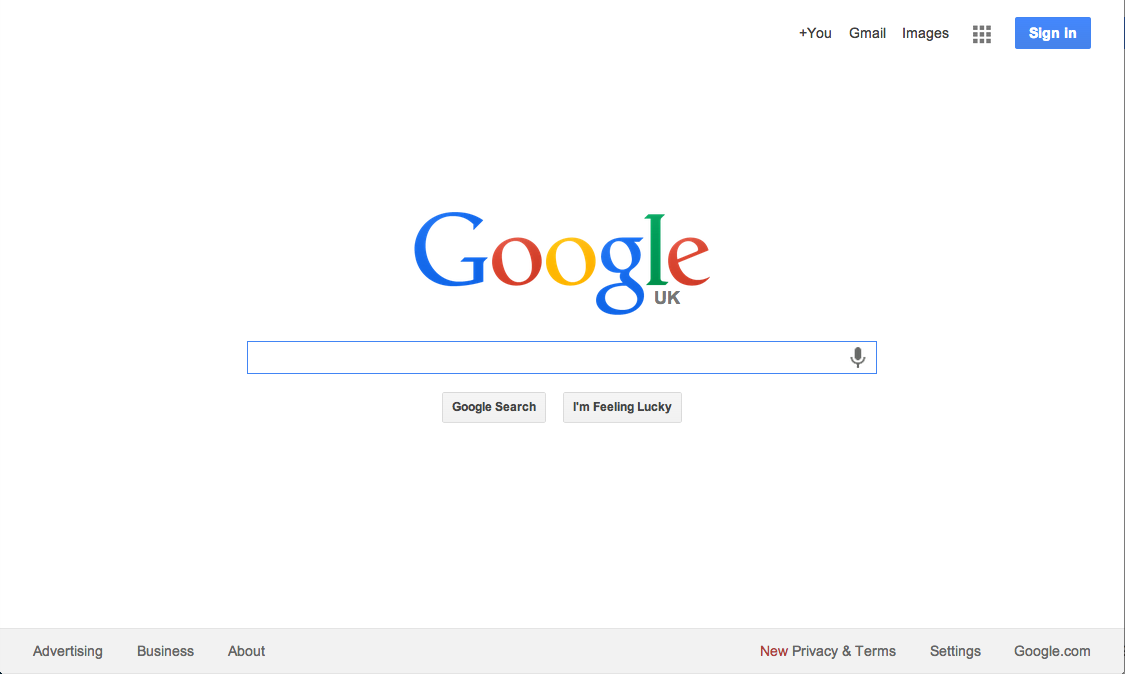 +You Gmail Images Sign in
Google
UK
Google Search I'm Feeling Lucky
Advertising Business About New Privacy & Terms Settings Google.com